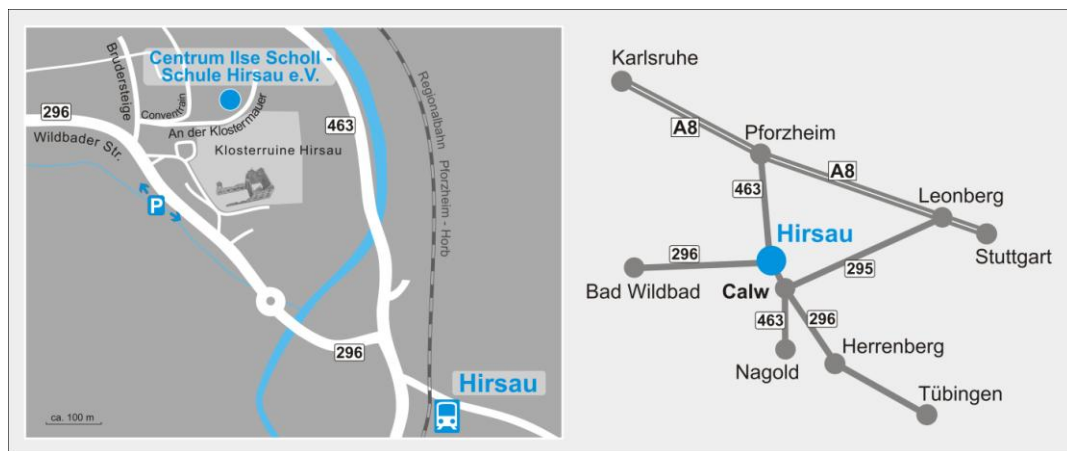 Centrum Ilse Scholl -
Schule Hirsau e.V.
Brudersteige
Conventrain
An der Klostermauer
296
Wildbader Str.
463
Klosterruine Hirsau
P
Regionalbahn Pforzheim - Horb
296
Hirsau
ca. 100 m
Karlsruhe
A8
Pforzheim
A8
463
Leonberg
Hirsau
Stuttgart
296
295
Bad Wildbad
Calw
463
296
Nagold
Herrenberg
Tübingen